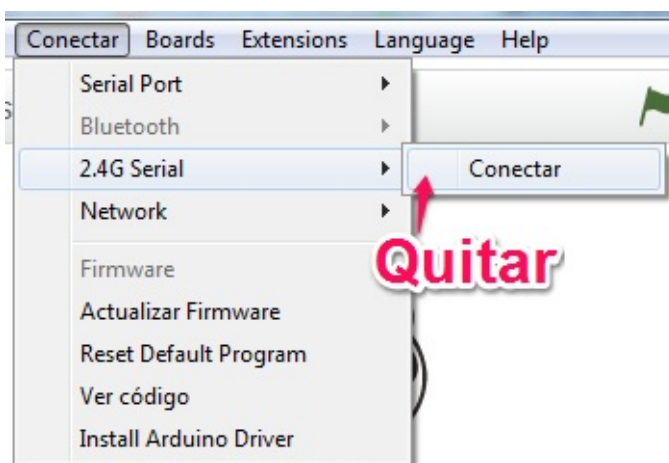 Conectar Boards Extensions Language Help
Serial Port
Bluetooth
2.4G Serial
Conectar
Network
Quitar
Firmware
Actualizar Firmware
Reset Default Program
Ver código
Install Arduino Driver